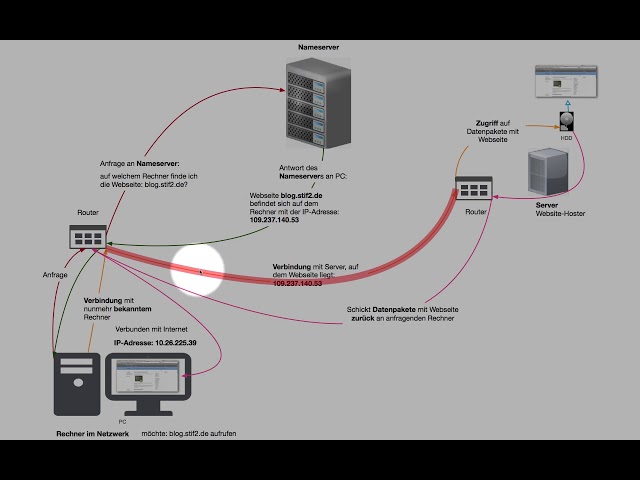 Nameserver
Zugriff auf
Datenpakete mit
Webseite
HDD
Anfrage an Nameserver:
auf welchem Rechner finde ich
die Webseite: blog.stif2.de?
Antwort des
Nameservers an PC:
Webseite blog.stif2.de
befindet sich auf dem
Rechner mit der IP-Adresse:
109.237.140.53
Router
Router
Server
Website-Hoster
Anfrage
Verbindung mit Server, auf
dem Webseite liegt:
109.237.140.53
Verbindung mit
nunmehr bekanntem
Rechner
Schickt Datenpakete mit Webseite
zurück an anfragenden Rechner
Verbunden mit Internet
IP-Adresse: 10.26.225.39
PC
Rechner im Netzwerk
möchte: blog.stif2.de aufrufen